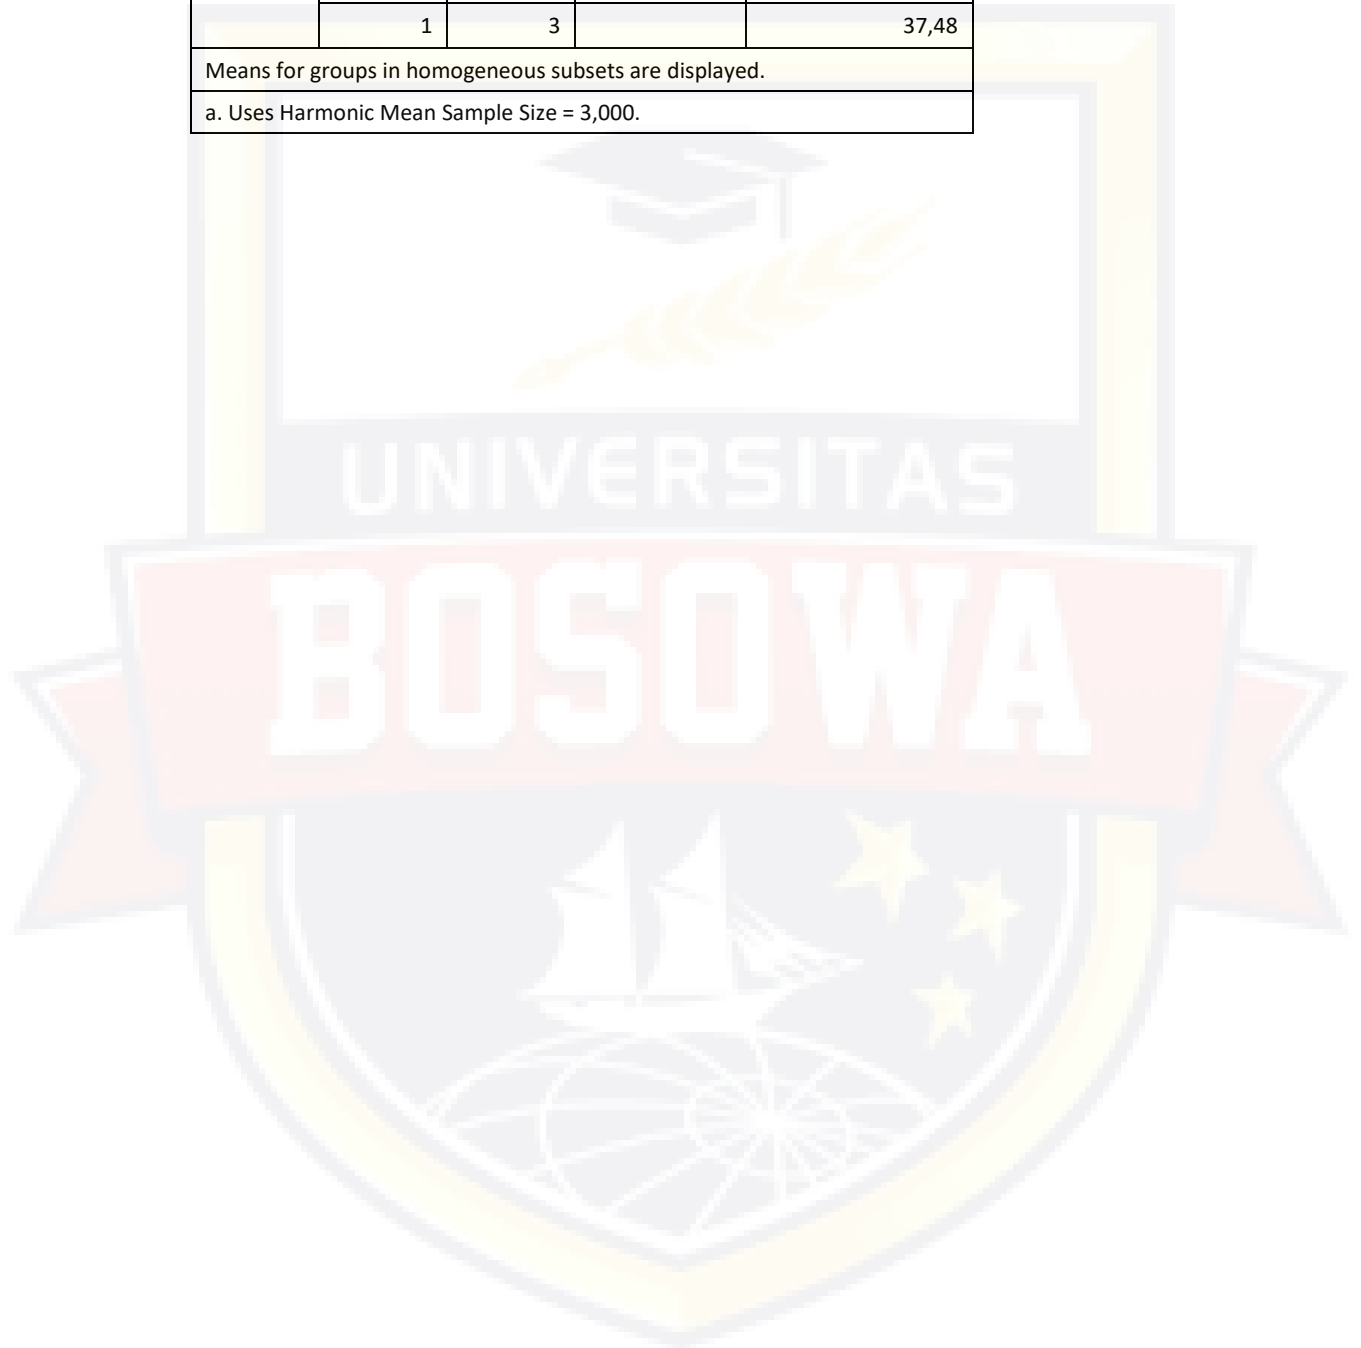 1 3 37,48
Means for groups in homogeneous subsets are displayed.
a. Uses Harmonic Mean Sample Size = 3,000.
UNIVERSITAS
BOSOWA